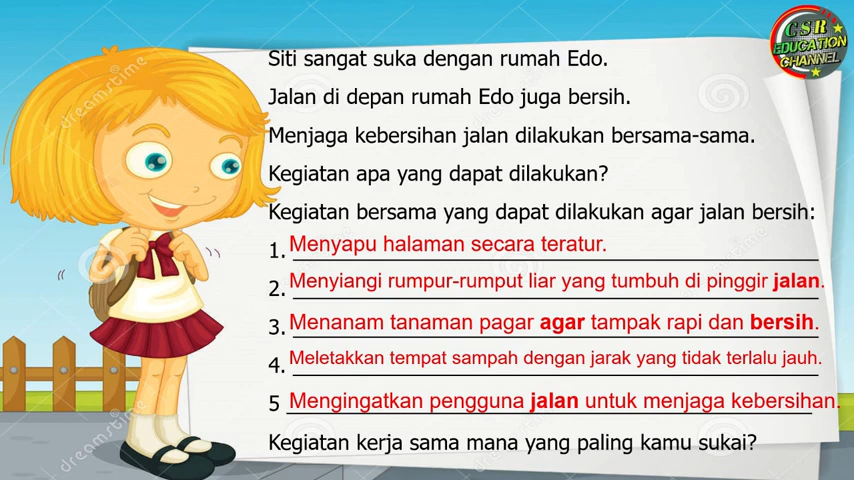 CSR
EDUCATION
CHANNEL
Siti sangat suka dengan rumah Edo.
Jalan di depan rumah Edo juga bersih.
Menjaga kebersihan jalan dilakukan bersama-sama.
Kegiatan apa yang dapat dilakukan?
Kegiatan bersama yang dapat dilakukan agar jalan bersih:
1. Menyapu halaman secara teratur.
2. Menyiangi rumpur-rumput liar yang tumbuh di pinggir jalan.
3. Menanam tanaman pagar agar tampak rapi dan bersih.
4. Meletakkan tempat sampah dengan jarak yang tidak terlalu jauh.
5 Mengingatkan pengguna jalan untuk menjaga kebersihan.
Kegiatan kerja sama mana yang paling kamu sukai?
dreamstime
dreamstime
dreamstime